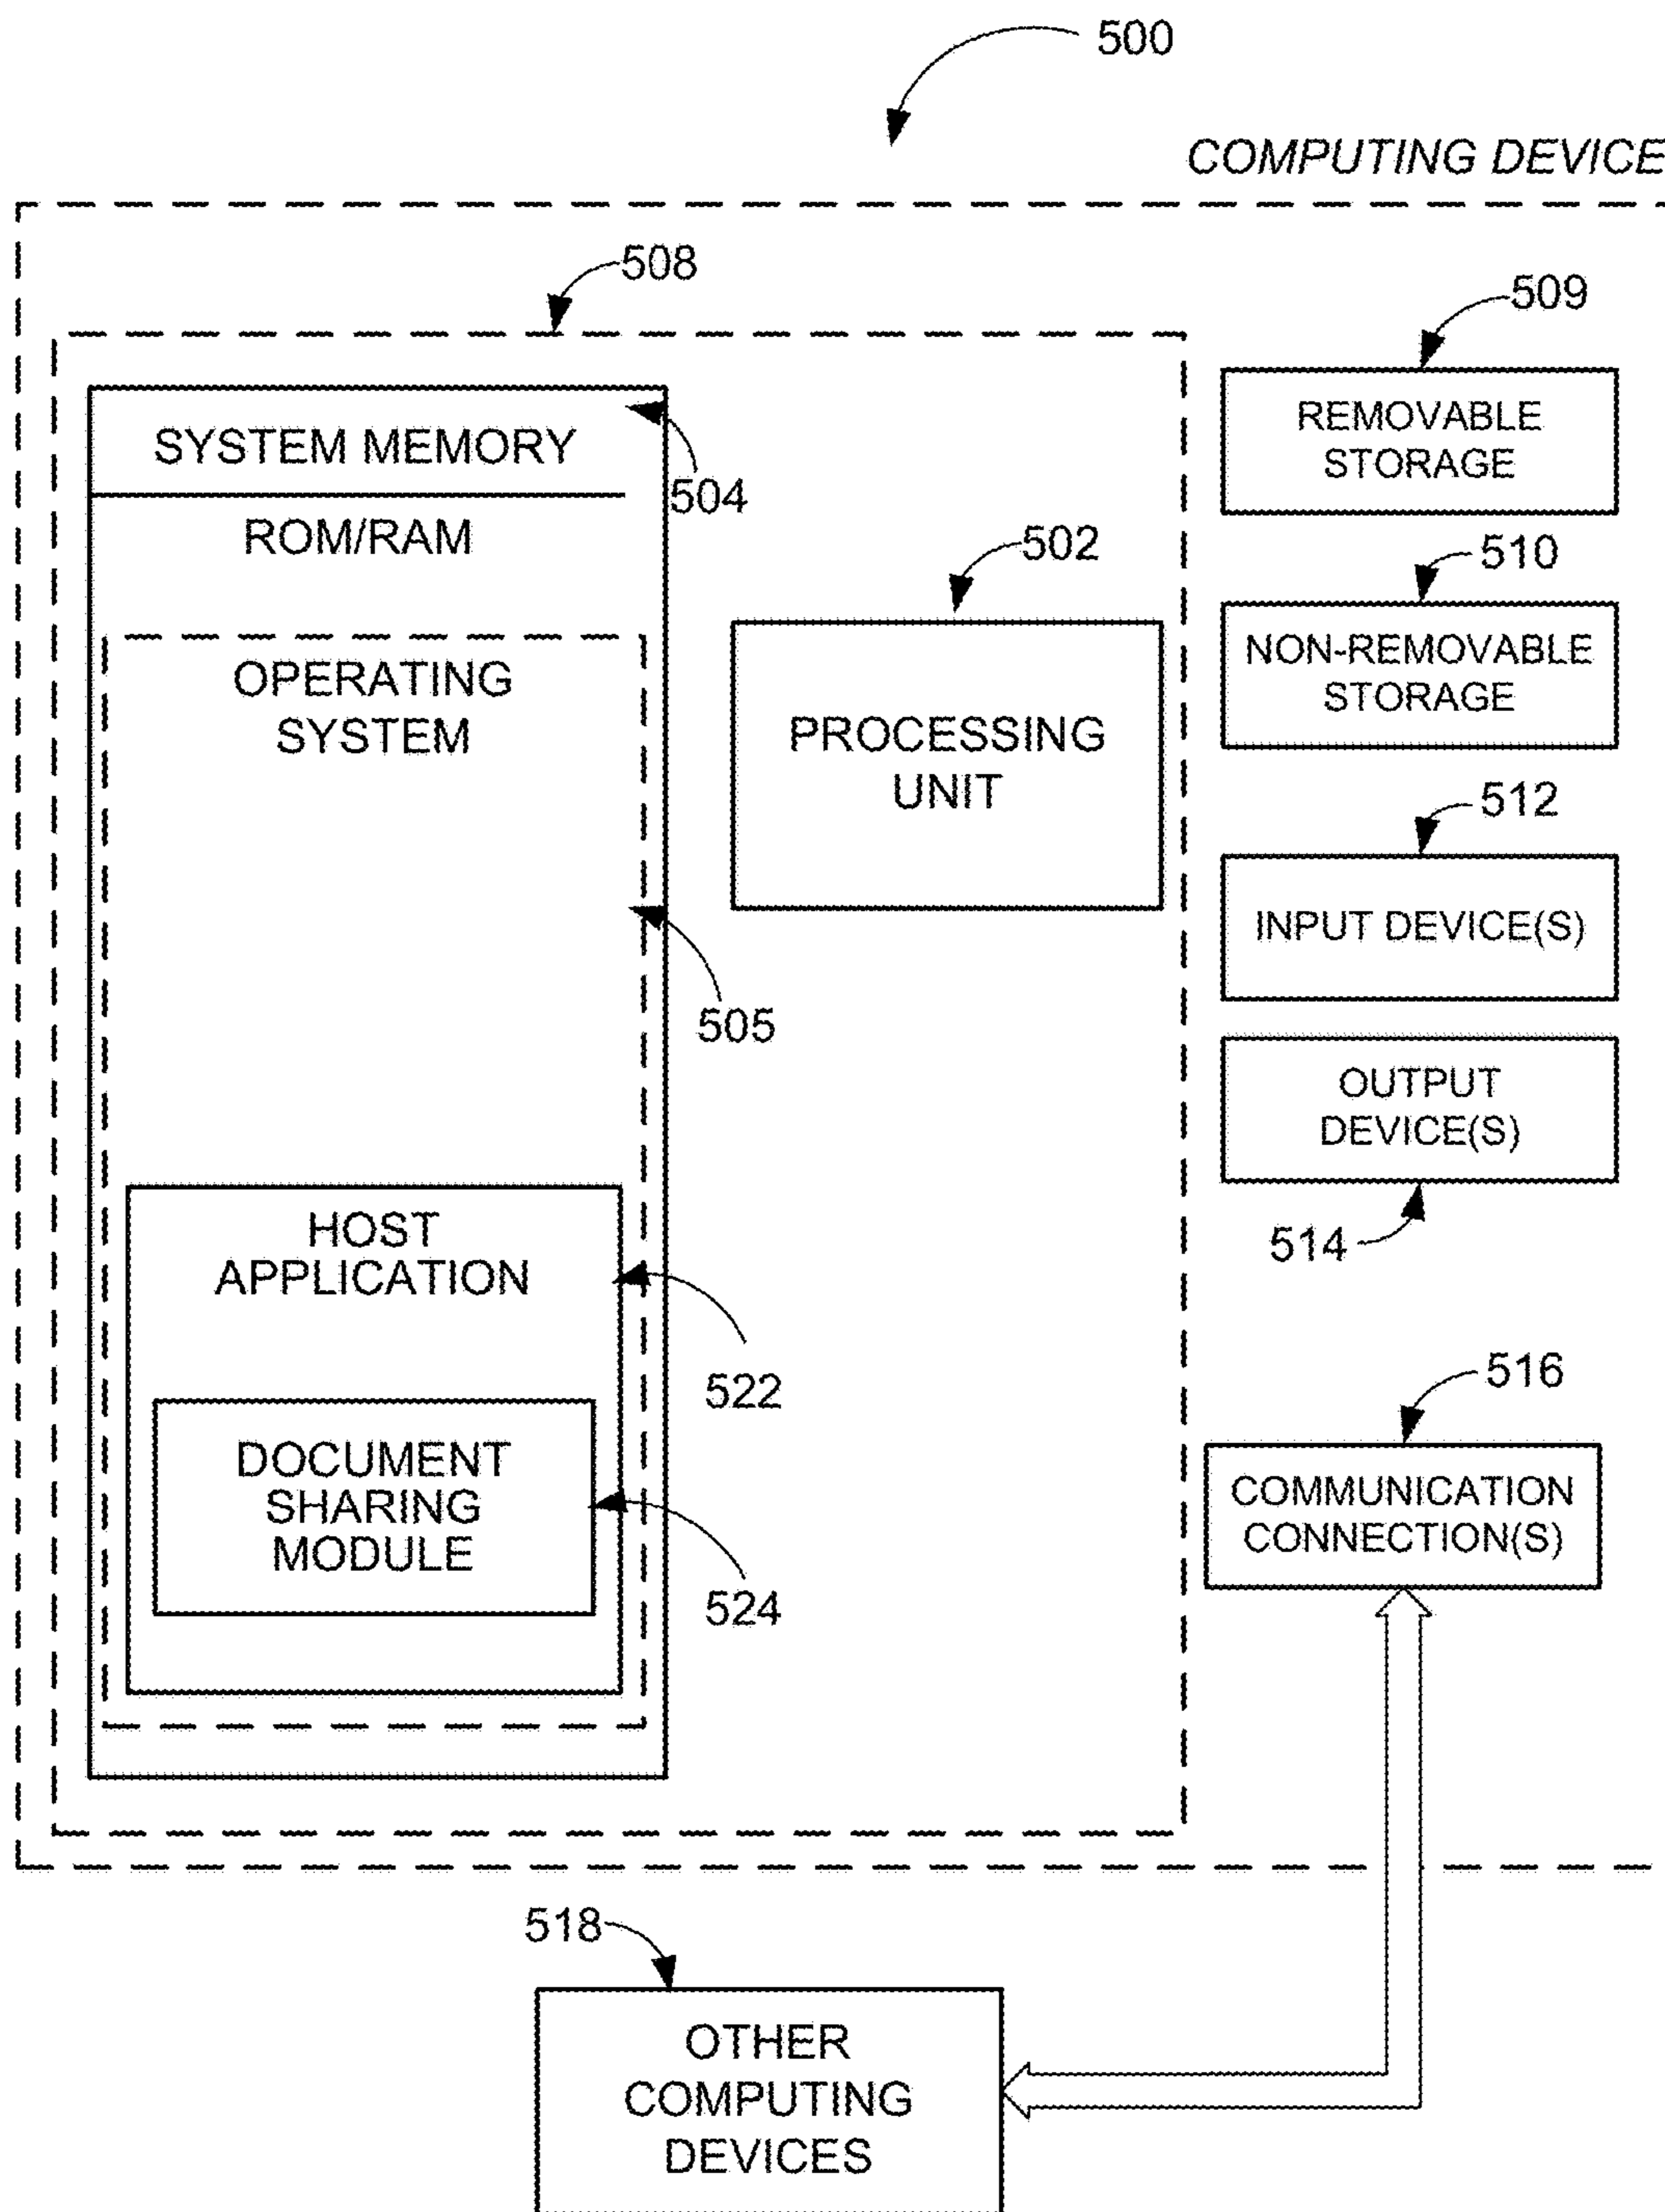 500
COMPUTING DEVICE
508
509
SYSTEM MEMORY
504
ROM/RAM
REMOVABLE
STORAGE
502
510
OPERATING
SYSTEM
PROCESSING
UNIT
NON-REMOVABLE
STORAGE
512
INPUT DEVICE(S)
505
OUTPUT
DEVICE(S)
514
HOST
APPLICATION
522
516
DOCUMENT
SHARING
MODULE
524
COMMUNICATION
CONNECTION(S)
518
OTHER
COMPUTING
DEVICES